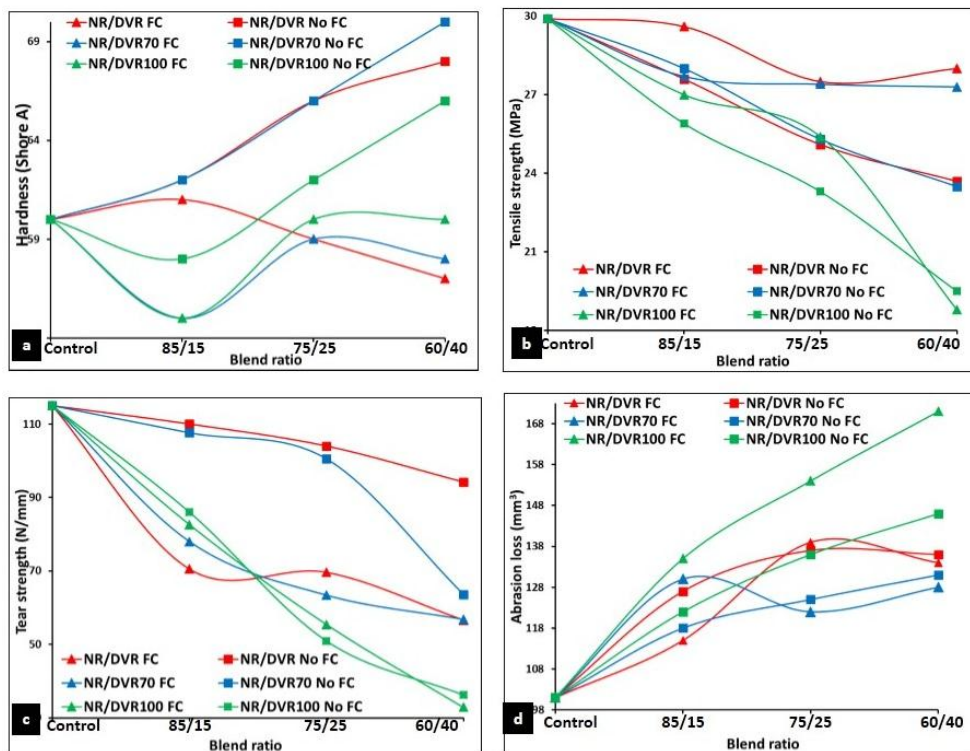 NR/DVR FC NR/DVR No FC
NR/DVR70 FC NR/DVR70 No FC
NR/DVR100 FC NR/DVR100 No FC
69
64
59
Hardness (Shore A)
a
Control 85/15 75/25 60/40
Blend ratio
30
27
24
21
Tensile strength (MPa)
NR/DVR FC NR/DVR No FC
NR/DVR70 FC NR/DVR70 No FC
NR/DVR100 FC NR/DVR100 No FC
b
Control 85/15 75/25 60/40
Blend ratio
110
90
70
50
Tear strength (N/mm)
NR/DVR FC NR/DVR No FC
NR/DVR70 FC NR/DVR70 No FC
NR/DVR100 FC NR/DVR100 No FC
c
Control 85/15 75/25 60/40
Blend ratio
NR/DVR FC NR/DVR No FC
NR/DVR70 FC NR/DVR70 No FC
NR/DVR100 FC NR/DVR100 No FC
168
158
148
138
128
118
108
98
Abrasion loss (mm³)
d
Control 85/15 75/25 60/40
Blend ratio